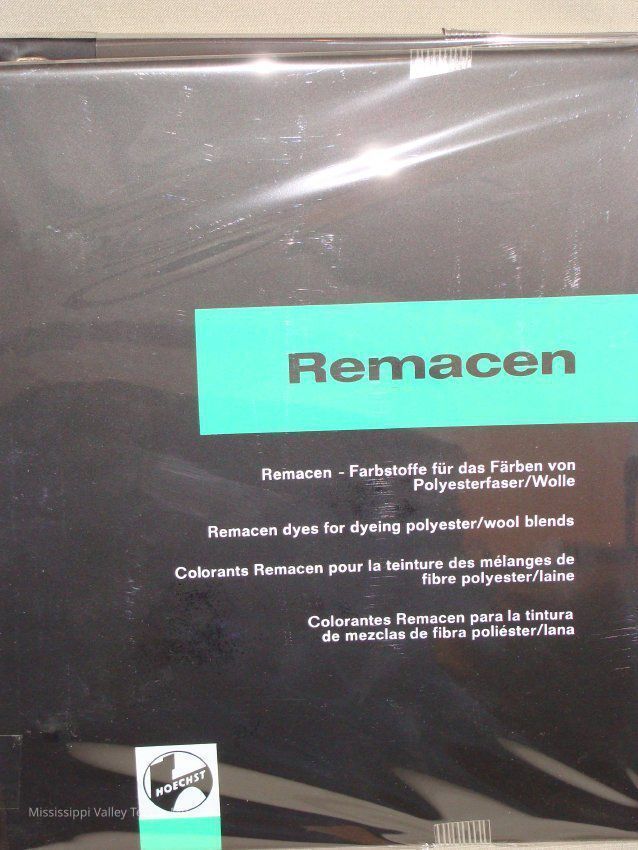 Remacen
Remacen - Farbstoffe für das Färben von
Polyesterfaser/Wolle
Remacen dyes for dyeing polyester/wool blends
Colorants Remacen pour la teinture des mélanges de
fibre polyester/laine
Colorantes Remacen para la tintura
de mezclas de fibra poliéster/lana
HOECHST
Mississippi Valley